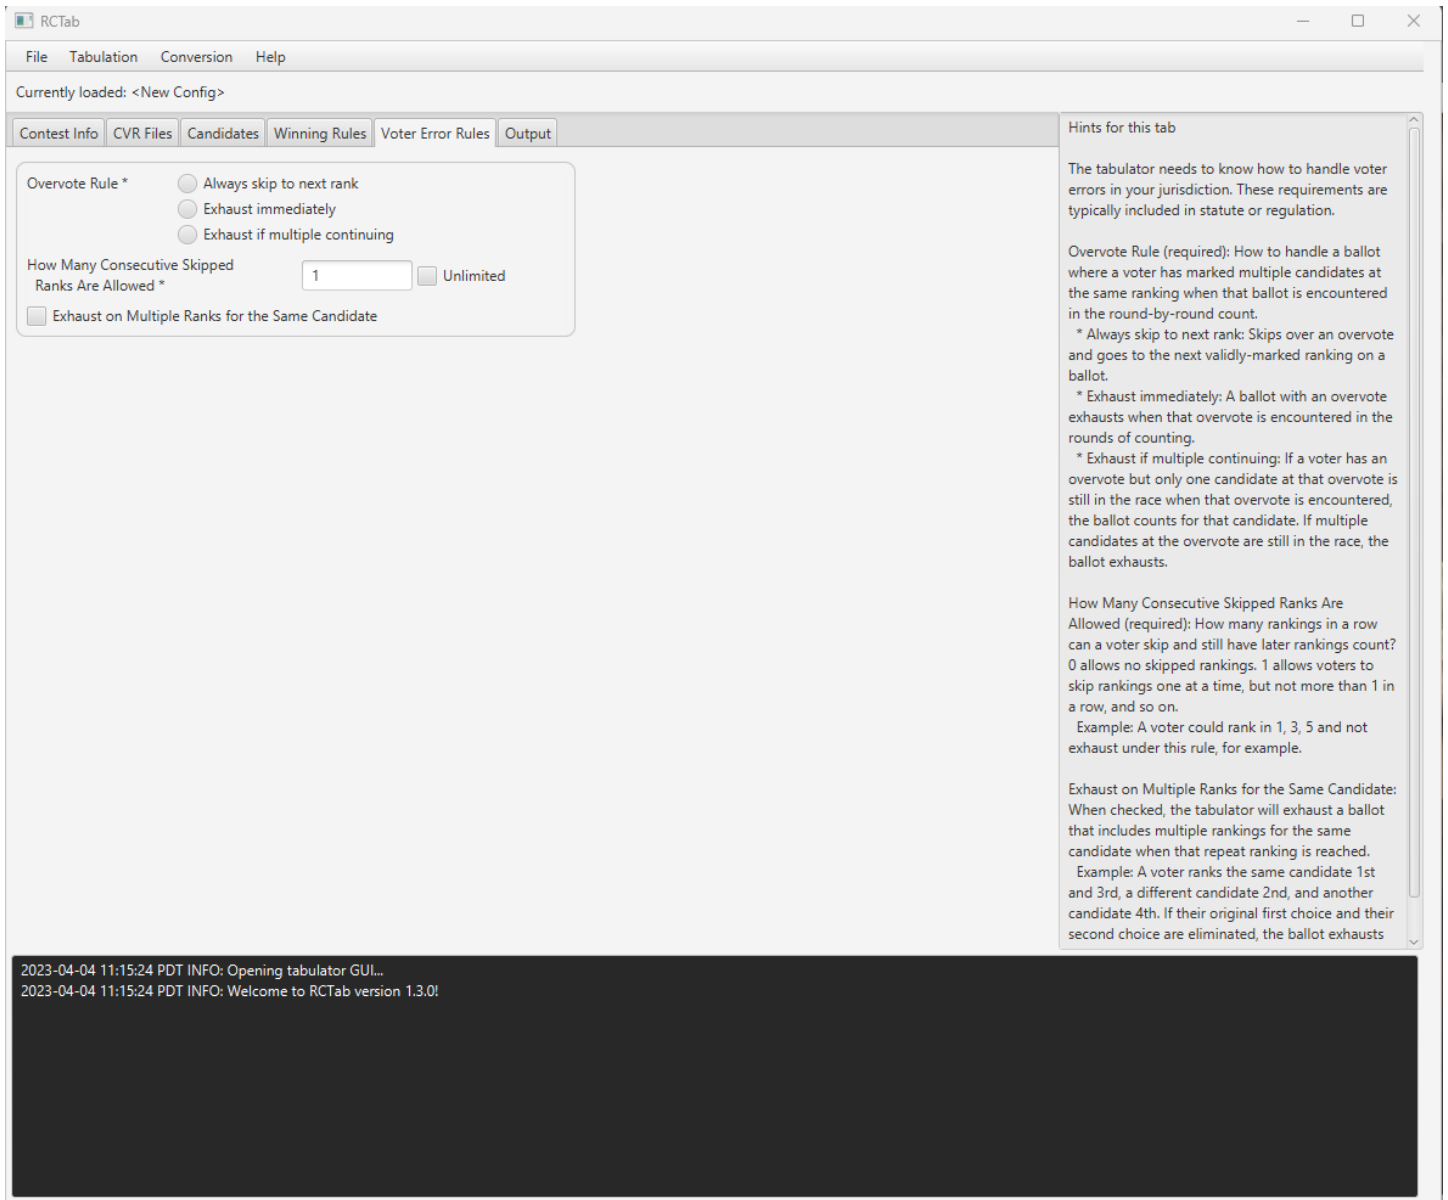 RCTab
File Tabulation Conversion Help
Currently loaded: <New Config>
Contest Info CVR Files Candidates Winning Rules Voter Error Rules Output
Overvote Rule * Always skip to next rank
Exhaust immediately
Exhaust if multiple continuing
How Many Consecutive Skipped
Ranks Are Allowed * 1 Unlimited
Exhaust on Multiple Ranks for the Same Candidate
Hints for this tab
The tabulator needs to know how to handle voter
errors in your jurisdiction. These requirements are
typically included in statute or regulation.
Overvote Rule (required): How to handle a ballot
where a voter has marked multiple candidates at
the same ranking when that ballot is encountered
in the round-by-round count.
* Always skip to next rank: Skips over an overvote
and goes to the next validly-marked ranking on a
ballot.
* Exhaust immediately: A ballot with an overvote
exhausts when that overvote is encountered in the
rounds of counting.
* Exhaust if multiple continuing: If a voter has an
overvote but only one candidate at that overvote is
still in the race when that overvote is encountered,
the ballot counts for that candidate. If multiple
candidates at the overvote are still in the race, the
ballot exhausts.
How Many Consecutive Skipped Ranks Are
Allowed (required): How many rankings in a row
can a voter skip and still have later rankings count?
0 allows no skipped rankings. 1 allows voters to
skip rankings one at a time, but not more than 1 in
a row, and so on.
Example: A voter could rank in 1, 3, 5 and not
exhaust under this rule, for example.
Exhaust on Multiple Ranks for the Same Candidate:
When checked, the tabulator will exhaust a ballot
that includes multiple rankings for the same
candidate when that repeat ranking is reached.
Example: A voter ranks the same candidate 1st
and 3rd, a different candidate 2nd, and another
candidate 4th. If their original first choice and their
second choice are eliminated, the ballot exhausts
2023-04-04 11:15:24 PDT INFO: Opening tabulator GUI...
2023-04-04 11:15:24 PDT INFO: Welcome to RCTab version 1.3.0!